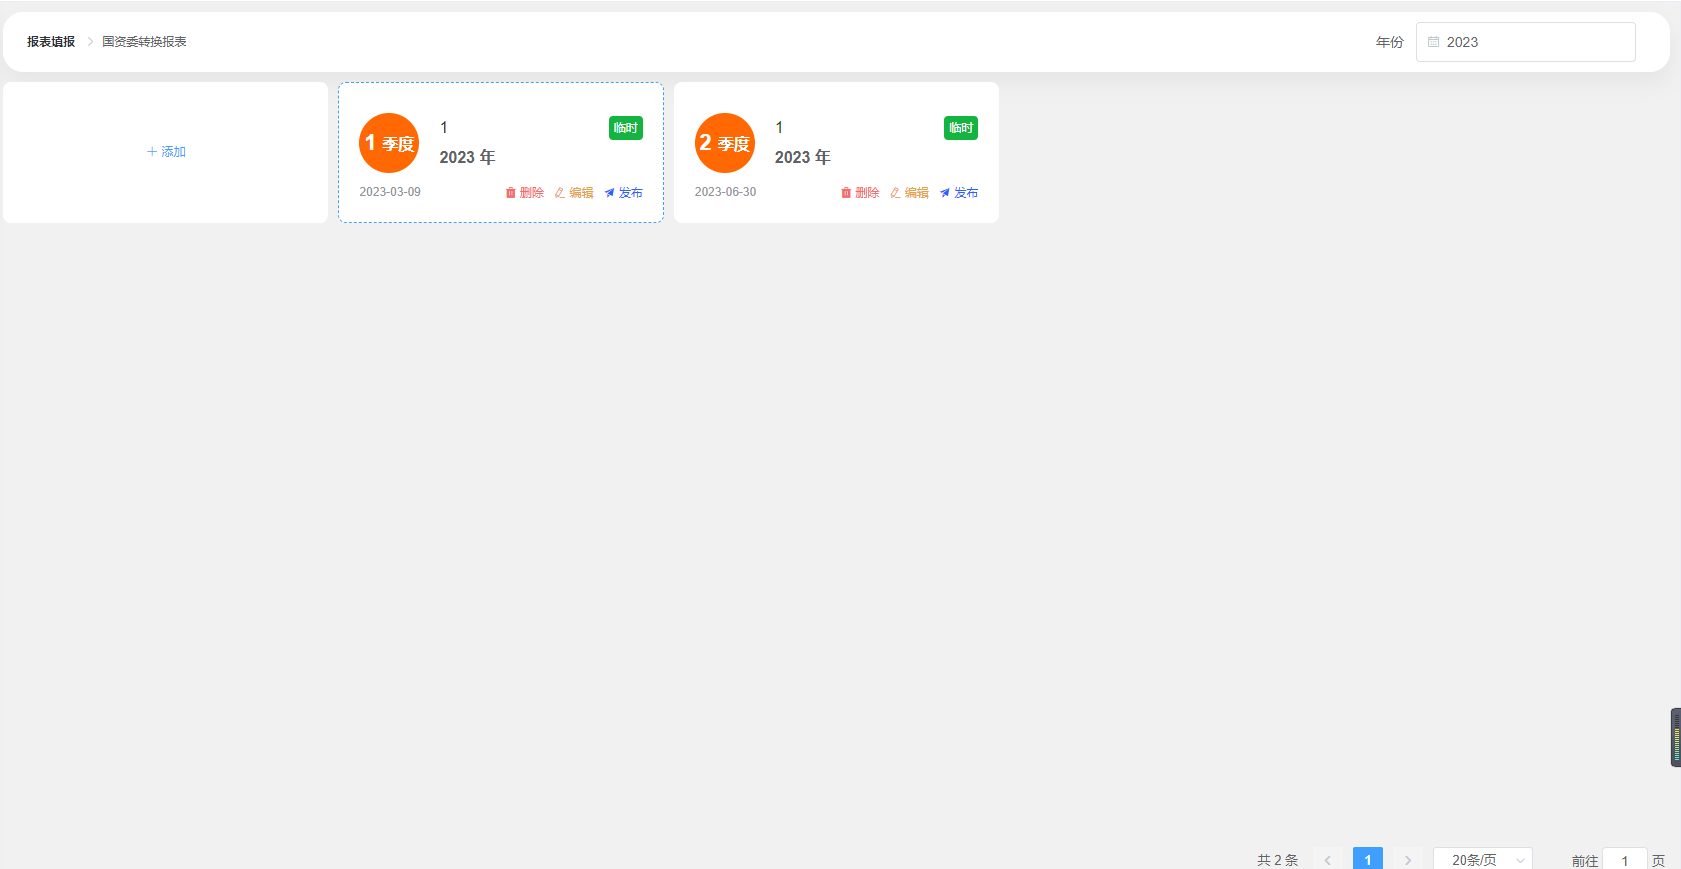 报表填报 > 国资委转换报表
年份 2023
+ 添加
1 季度
1
临时
2023 年
2023-03-09
删除 编辑 发布
2 季度
1
临时
2023 年
2023-06-30
删除 编辑 发布
共 2 条 < 1 > 20条/页 前往 1 页